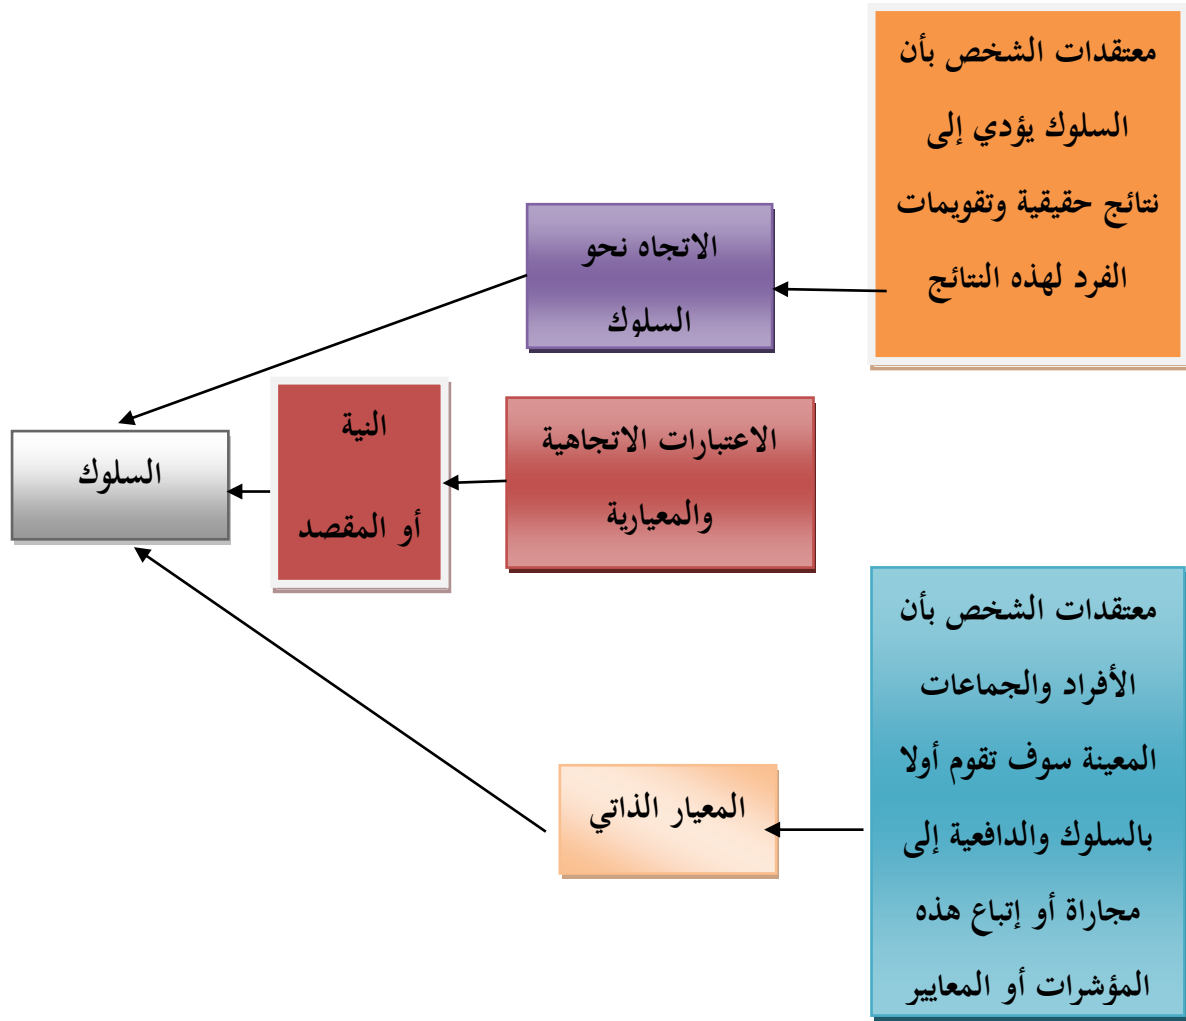 معتقدات الشخص بأن
السلوك يؤدي إلى
نتائج حقيقية وتقويمات
الفرد لهذه النتائج
الاتجاه نحو
السلوك
الاعتبارات الاتجاهية
والمعيارية
النية
أو المقصد
السلوك
معتقدات الشخص بأن
الأفراد والجماعات
المعينة سوف تقوم أولا
بالسلوك والدافعية إلى
مجاراة أو إتباع هذه
المؤشرات أو المعايير
المعيار الذاتي